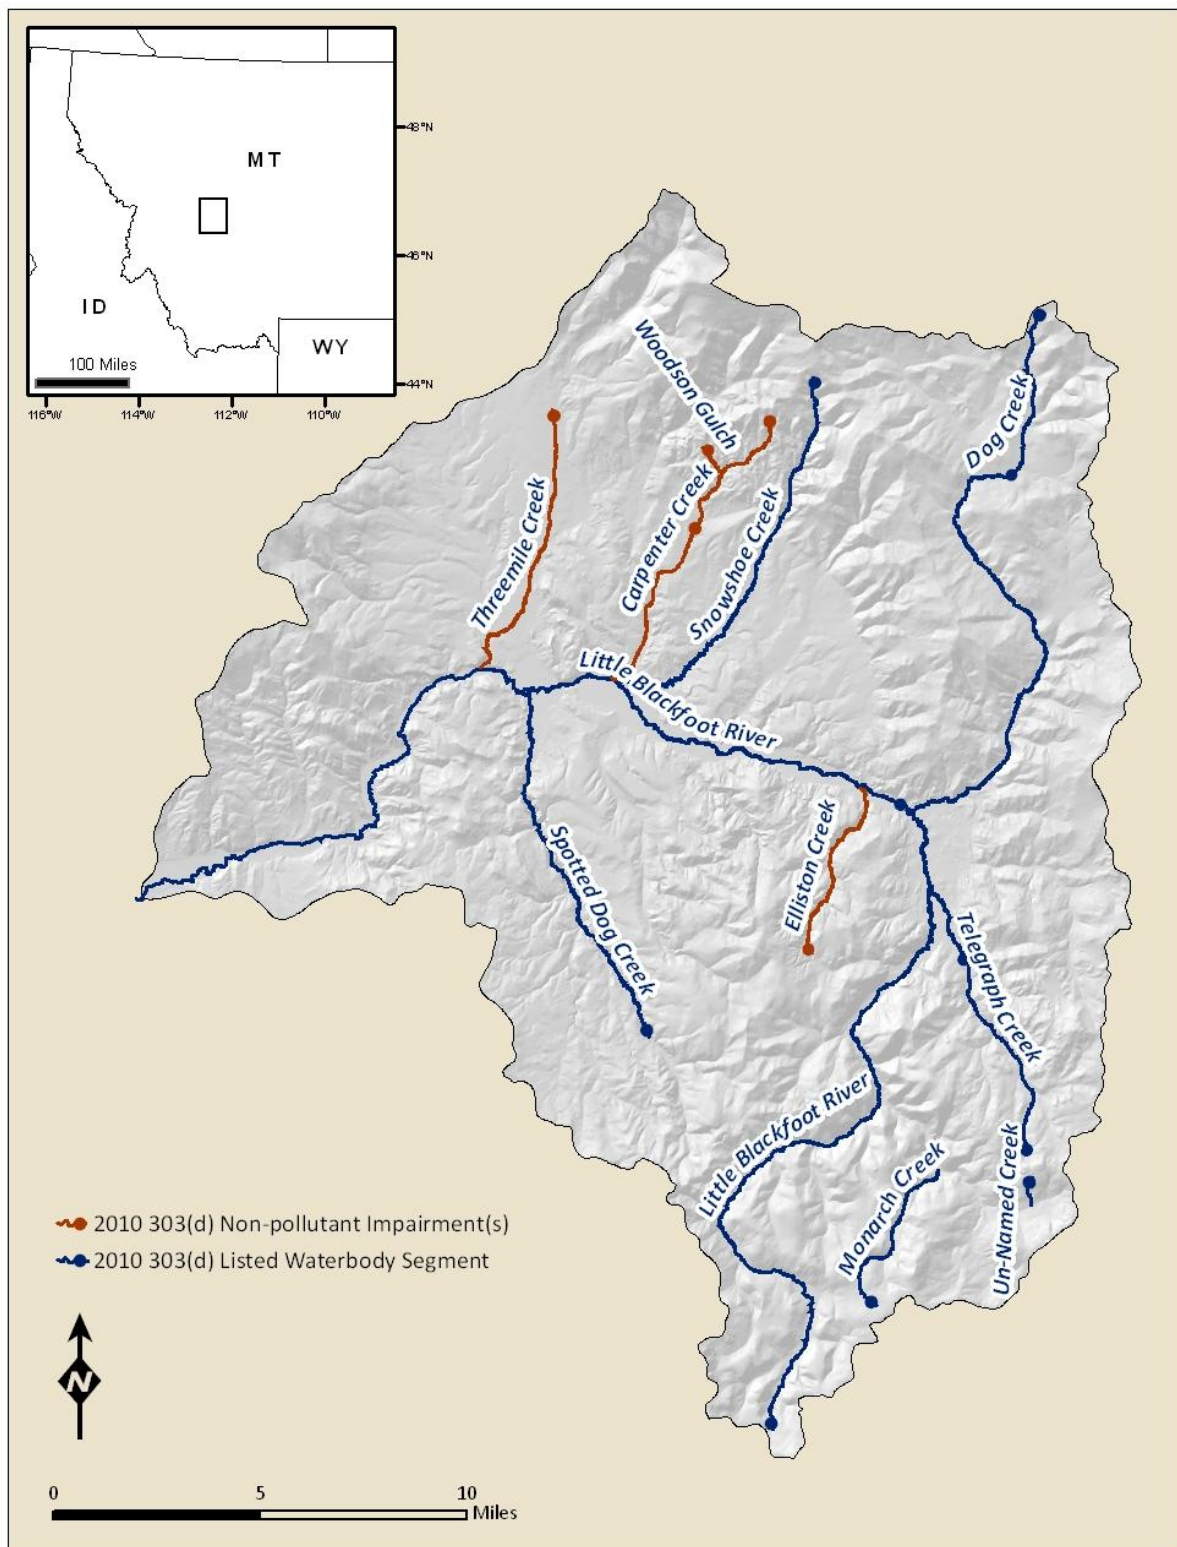 MT
ID
WY
100 Miles
48°N
46°N
44°N
116°W
114°W
112°W
110°W
Woodson Gulch
Dog Creek
Threemile Creek
Carpenter Creek
Snowshoe Creek
Little Blackfoot River
Spotted Dog Creek
Elliston Creek
Telegraph Creek
Little Blackfoot River
Monarch Creek
Un-Named Creek
2010 303(d) Non-pollutant Impairment(s)
2010 303(d) Listed Waterbody Segment
N
0 5 10
Miles